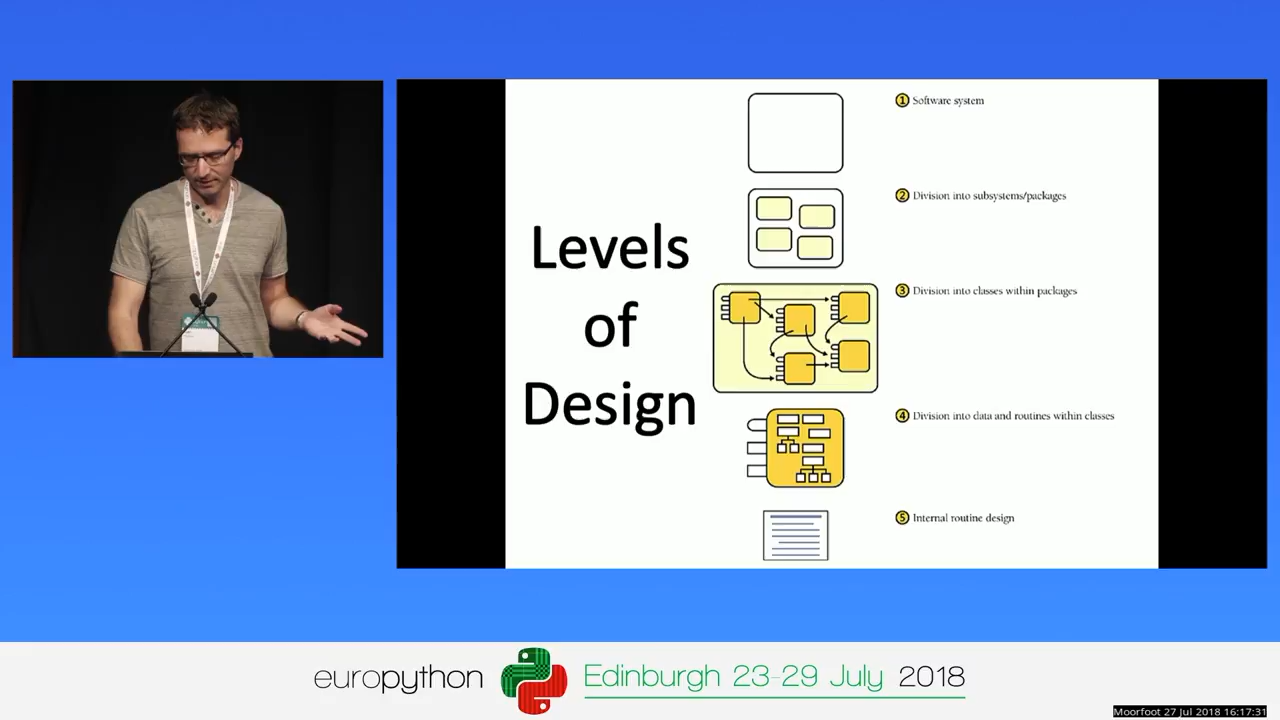 Levels
of
Design
1 Software system
2 Division into subsystems/packages
3 Division into classes within packages
4 Division into data and routines within classes
5 Internal routine design
europython
Edinburgh 23-29 July 2018
Moorfoot 27 Jul 2018 16:17:31